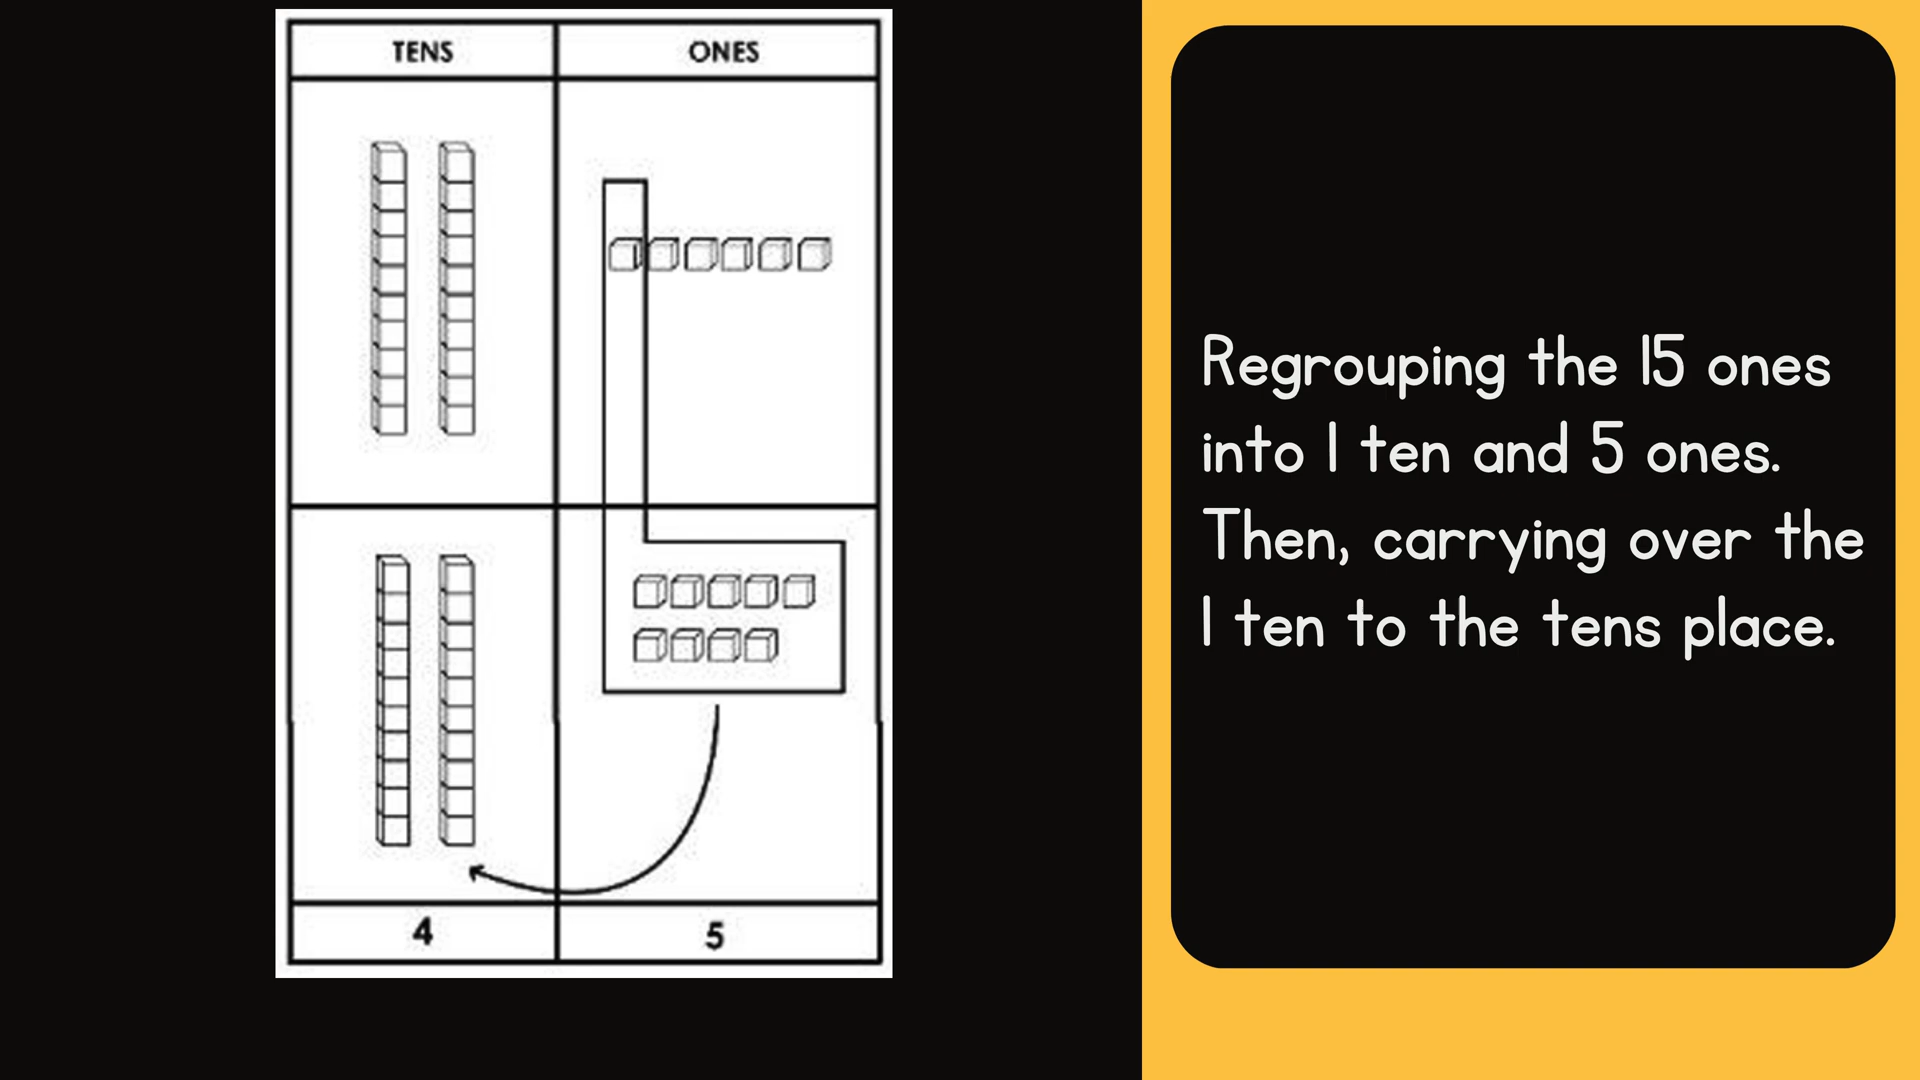 TENS ONES
4 5
Regrouping the 15 ones
into 1 ten and 5 ones.
Then, carrying over the
1 ten to the tens place.